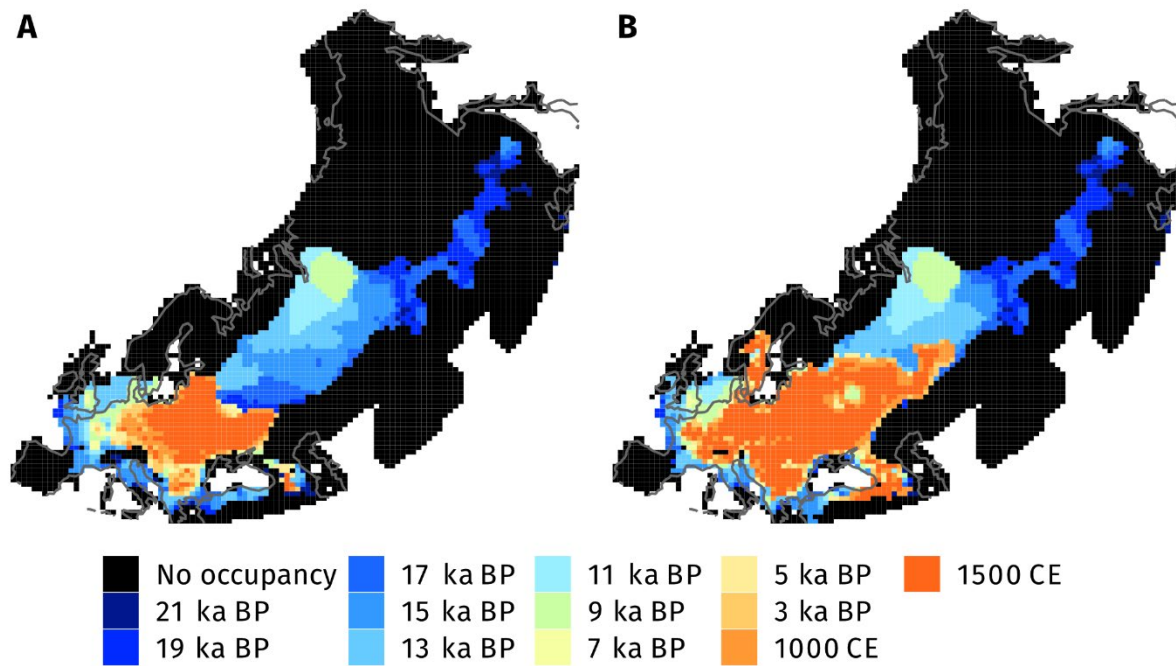 A B
No occupancy 17 ka BP 11 ka BP 5 ka BP 1500 CE
21 ka BP 15 ka BP 9 ka BP 3 ka BP
19 ka BP 13 ka BP 7 ka BP 1000 CE